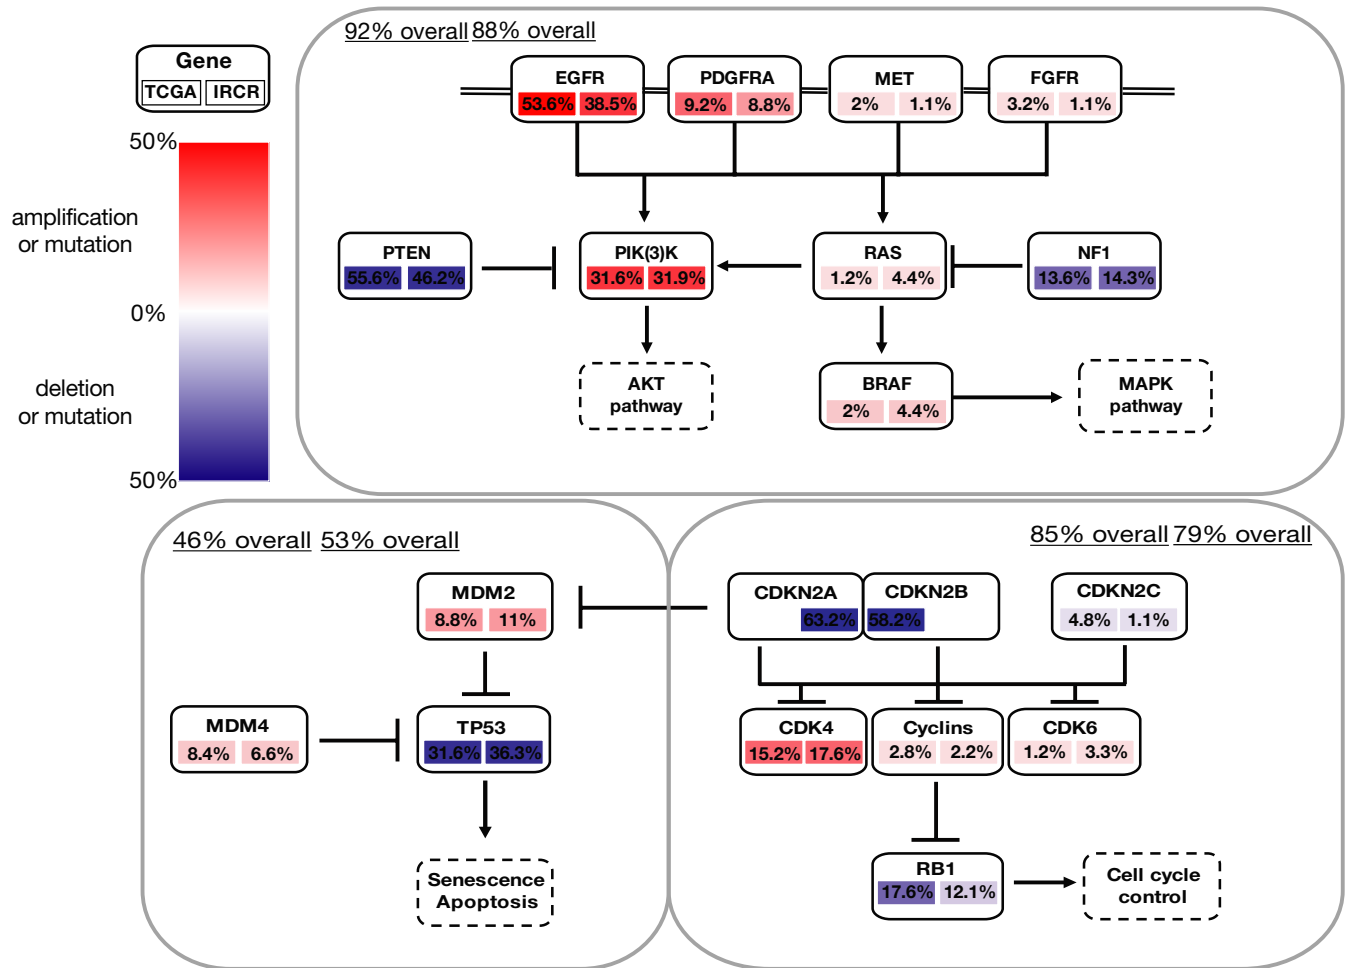 Gene
TCGA IRCR
50%
amplification
or mutation
0%
deletion
or mutation
50%
92% overall 88% overall
EGFR
53.6% 38.5%
PDGFRA
9.2% 8.8%
MET
2% 1.1%
FGFR
3.2% 1.1%
PTEN
55.6% 46.2%
PIK(3)K
31.6% 31.9%
RAS
1.2% 4.4%
NF1
13.6% 14.3%
AKT
pathway
BRAF
2% 4.4%
MAPK
pathway
46% overall 53% overall
MDM2
8.8% 11%
MDM4
8.4% 6.6%
TP53
31.6% 36.3%
Senescence
Apoptosis
85% overall 79% overall
CDKN2A CDKN2B
63.2% 58.2%
CDKN2C
4.8% 1.1%
CDK4
15.2% 17.6%
Cyclins
2.8% 2.2%
CDK6
1.2% 3.3%
RB1
17.6% 12.1%
Cell cycle
control